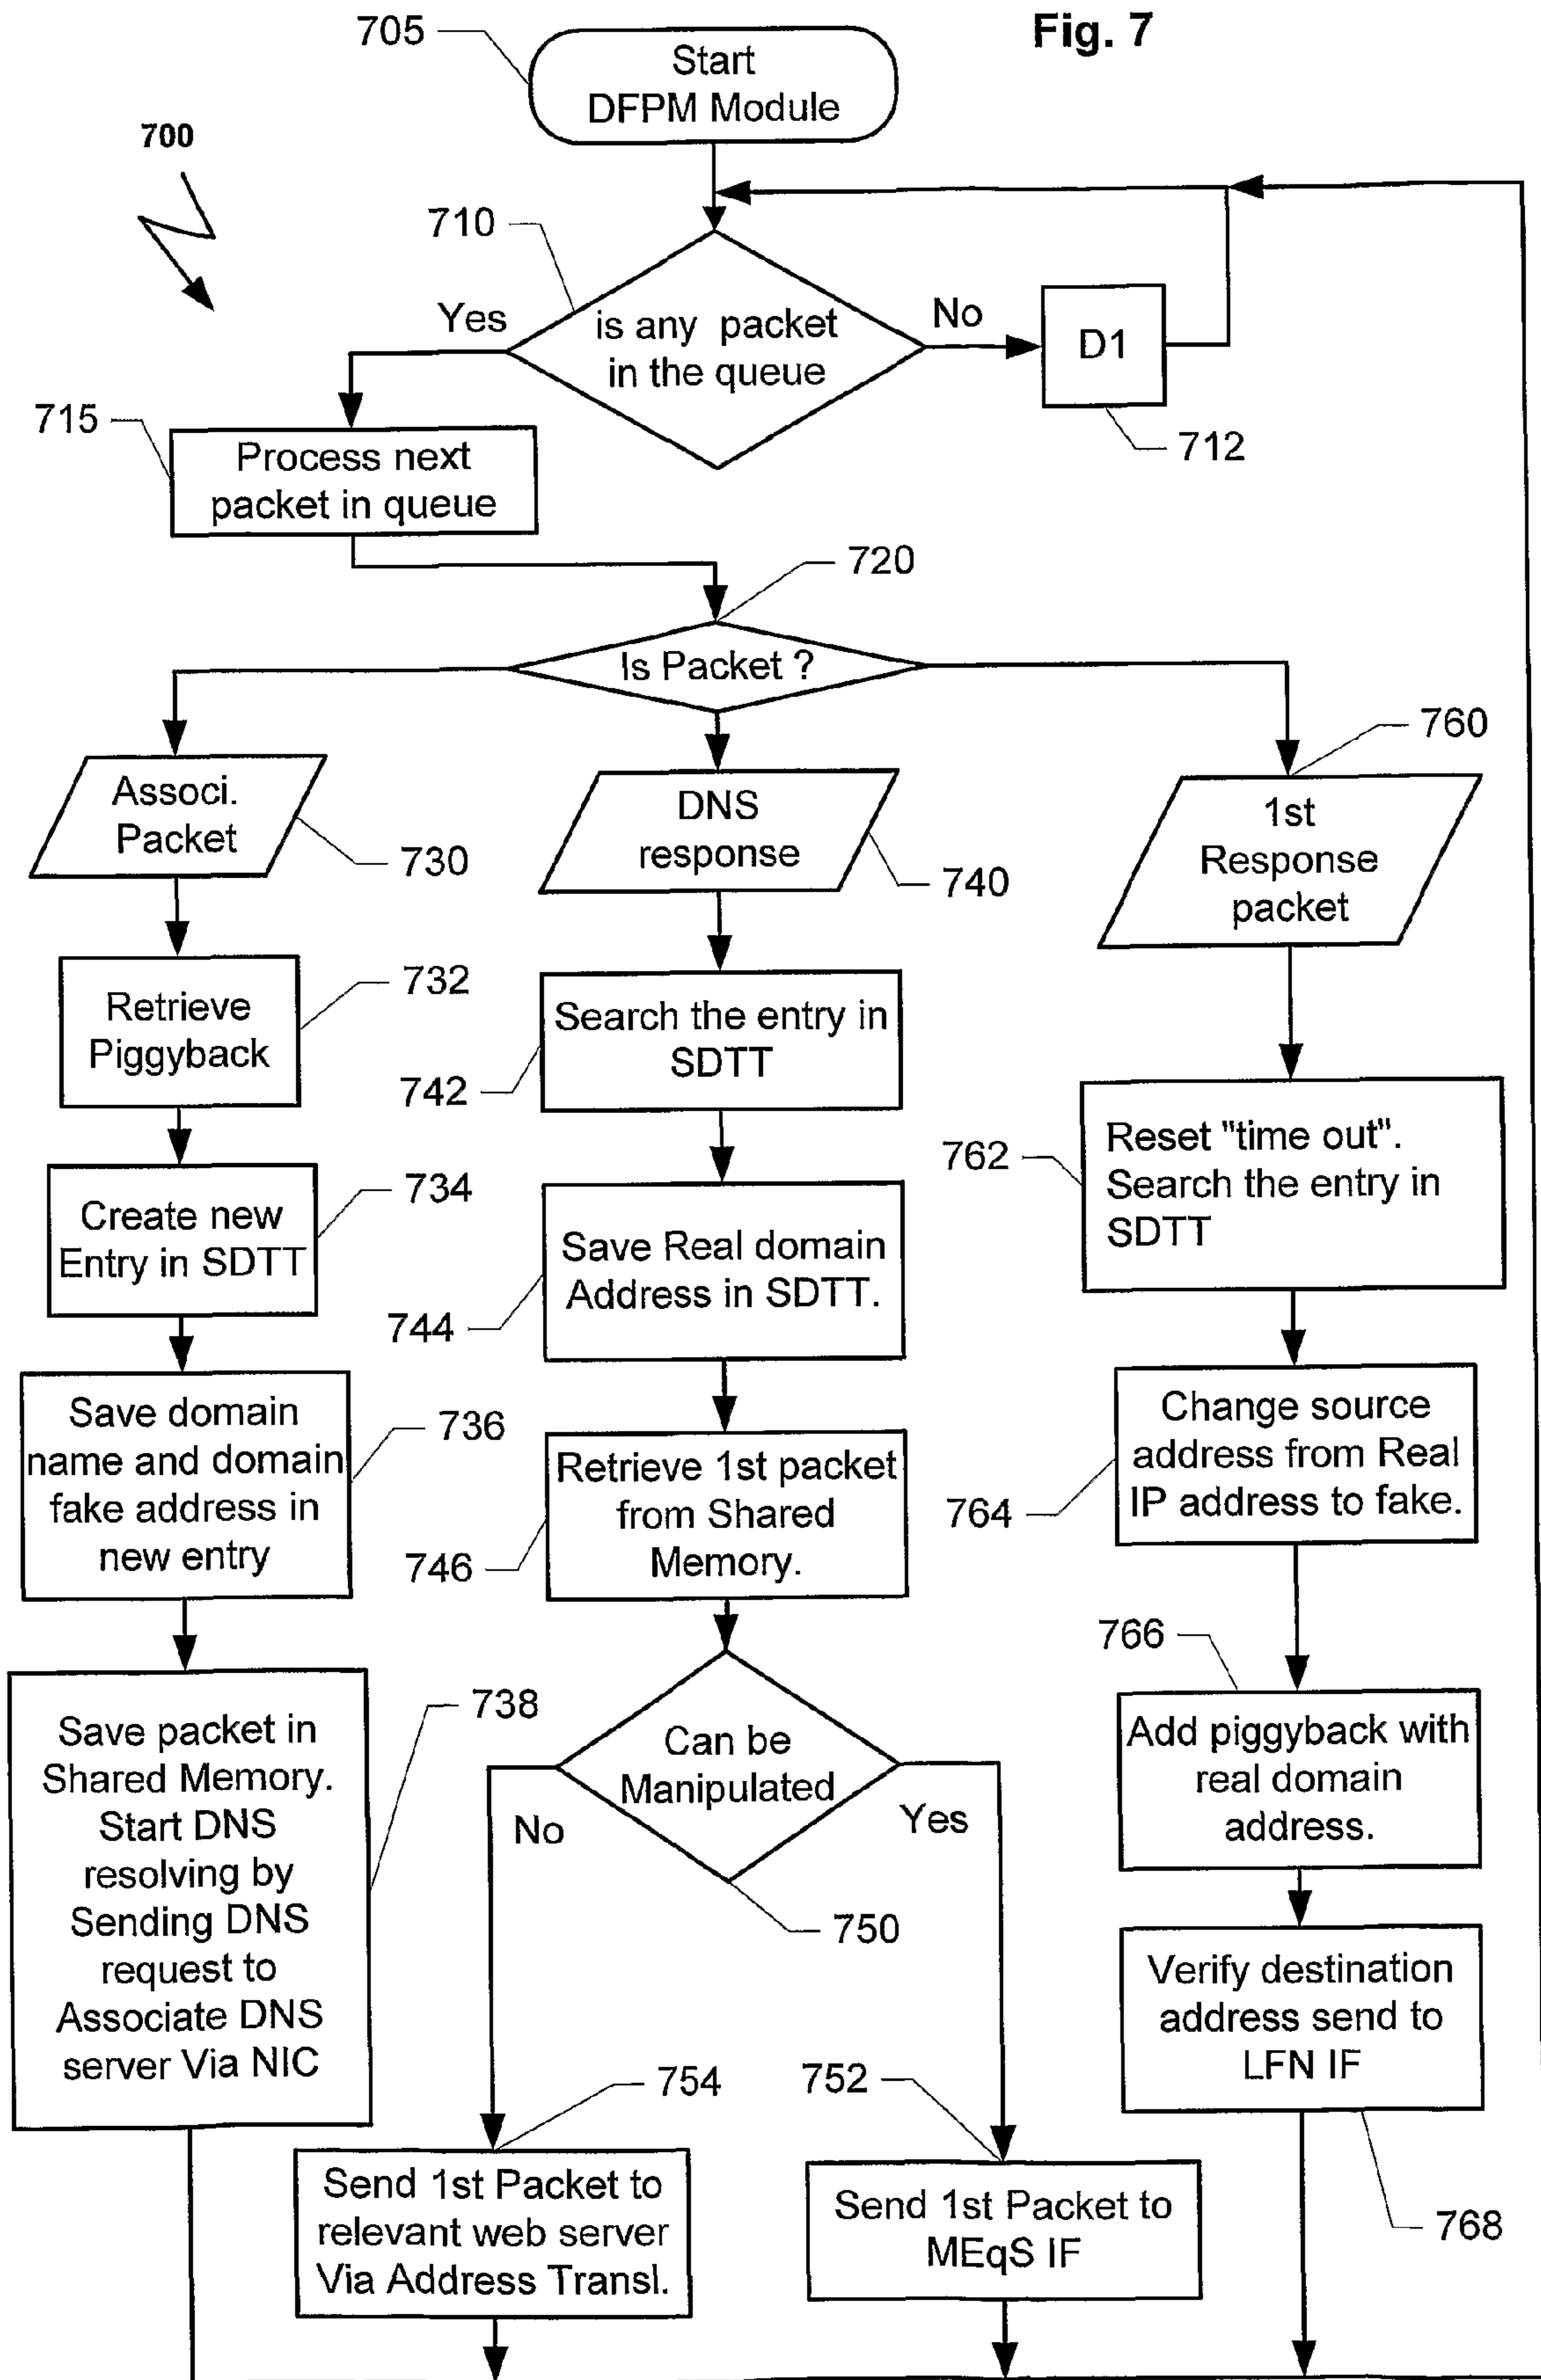 Fig. 7
705
Start
DFPM Module
700
710
Yes
is any packet
in the queue
No
D1
712
715
Process next
packet in queue
720
Is Packet ?
Associ.
Packet
730
DNS
response
740
760
1st
Response
packet
Retrieve
Piggyback
732
Search the entry in
SDTT
742
Reset "time out".
Search the entry in
SDTT
762
Create new
Entry in SDTT
734
Save Real domain
Address in SDTT.
744
Change source
address from Real
IP address to fake.
764
Save domain
name and domain
fake address in
new entry
736
Retrieve 1st packet
from Shared
Memory.
746
766
Add piggyback with
real domain
address.
Save packet in
Shared Memory.
Start DNS
resolving by
Sending DNS
request to
Associate DNS
server Via NIC
738
Can be
Manipulated
No
Yes
750
Verify destination
address send to
LFN IF
768
754
Send 1st Packet to
relevant web server
Via Address Transl.
752
Send 1st Packet to
MEqS IF